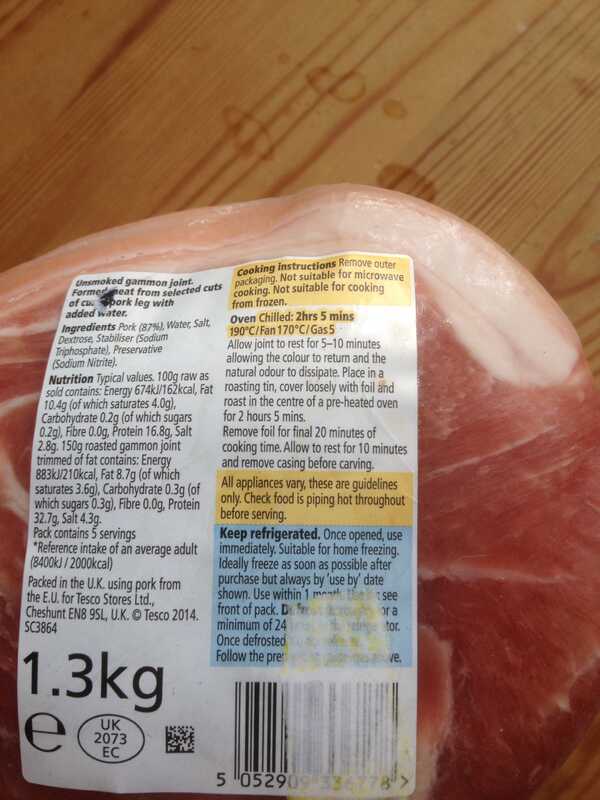 Unsmoked gammon joint.
Formed meat from selected cuts
of pork leg with
added water.
Ingredients Pork (87%), Water, Salt,
Dextrose, Stabiliser (Sodium
Triphosphate), Preservative
(Sodium Nitrite).
Nutrition Typical values. 100g raw as
sold contains: Energy 674kJ/162kcal, Fat
10.4g (of which saturates 4.0g),
Carbohydrate 0.2g (of which sugars
0.2g), Fibre 0.0g, Protein 16.8g, Salt
2.8g. 150g roasted gammon joint
trimmed of fat contains: Energy
883kJ/210kcal, Fat 8.7g (of which
saturates 3.6g), Carbohydrate 0.3g (of
which sugars 0.3g), Fibre 0.0g, Protein
32.7g, Salt 4.3g.
Pack contains 5 servings
*Reference intake of an average adult
(8400kJ / 2000kcal)
Packed in the U.K. using pork from
the E.U. for Tesco Stores Ltd.,
Cheshunt EN8 9SL, U.K. © Tesco 2014.
SC3864
1.3kg
e
UK
2073
EC
Cooking instructions Remove outer
packaging. Not suitable for microwave
cooking. Not suitable for cooking
from frozen.
Oven Chilled: 2hrs 5 mins
190°C/Fan 170°C/Gas 5
Allow joint to rest for 5-10 minutes
allowing the colour to return and the
natural odour to dissipate. Place in a
roasting tin, cover loosely with foil and
roast in the centre of a pre-heated oven
for 2 hours 5 mins.
Remove foil for final 20 minutes of
cooking time. Allow to rest for 10 minutes
and remove casing before carving.
All appliances vary, these are guidelines
only. Check food is piping hot throughout
before serving.
Keep refrigerated. Once opened, use
immediately. Suitable for home freezing.
Ideally freeze as soon as possible after
purchase but always by 'use by' date
shown. Use within 1 month. see
front of pack. for a
minimum of 24
Once defrosted
Follow the
5 052909 336778 >